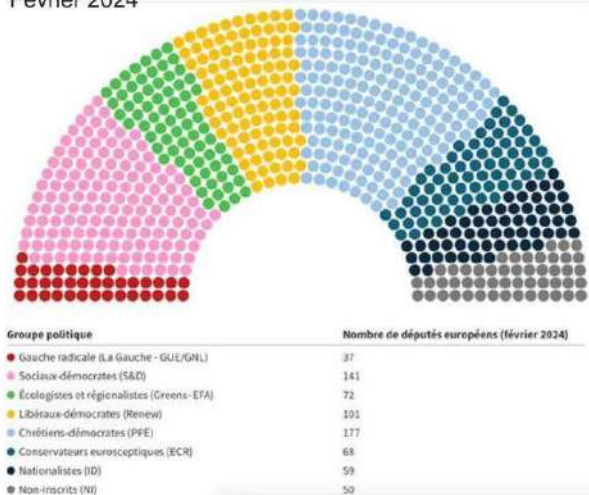 Février 2024
Groupe politique Nombre de députés européens (février 2024)
Gauche radicale (La Gauche - GUE/GNL) 37
Sociaux-démocrates (S&D) 141
Écologistes et régionalistes (Greens-EFA) 72
Libéraux-démocrates (Renew) 101
Chrétiens-démocrates (PPE) 177
Conservateurs eurosceptiques (ECR) 68
Nationalistes (ID) 59
Non-inscrits (NI) 50